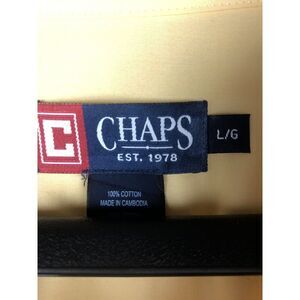 C
CHAPS
EST. 1978
L/G
100% COTTON
MADE IN CAMBODIA